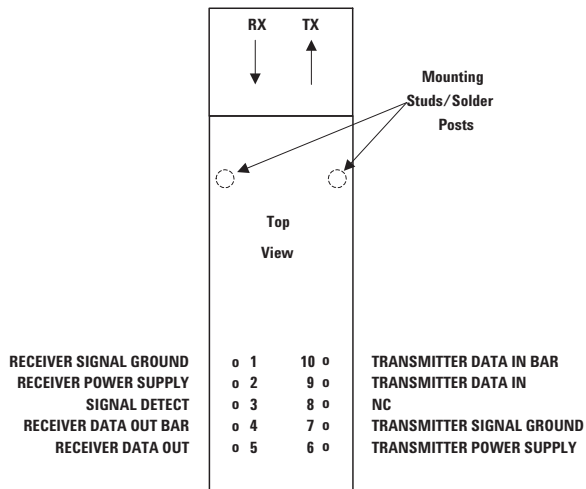 RX TX
Mounting
Studs/Solder
Posts
Top
View
RECEIVER SIGNAL GROUND o 1 10 o TRANSMITTER DATA IN BAR
RECEIVER POWER SUPPLY o 2 9 o TRANSMITTER DATA IN
SIGNAL DETECT o 3 8 o NC
RECEIVER DATA OUT BAR o 4 7 o TRANSMITTER SIGNAL GROUND
RECEIVER DATA OUT o 5 6 o TRANSMITTER POWER SUPPLY